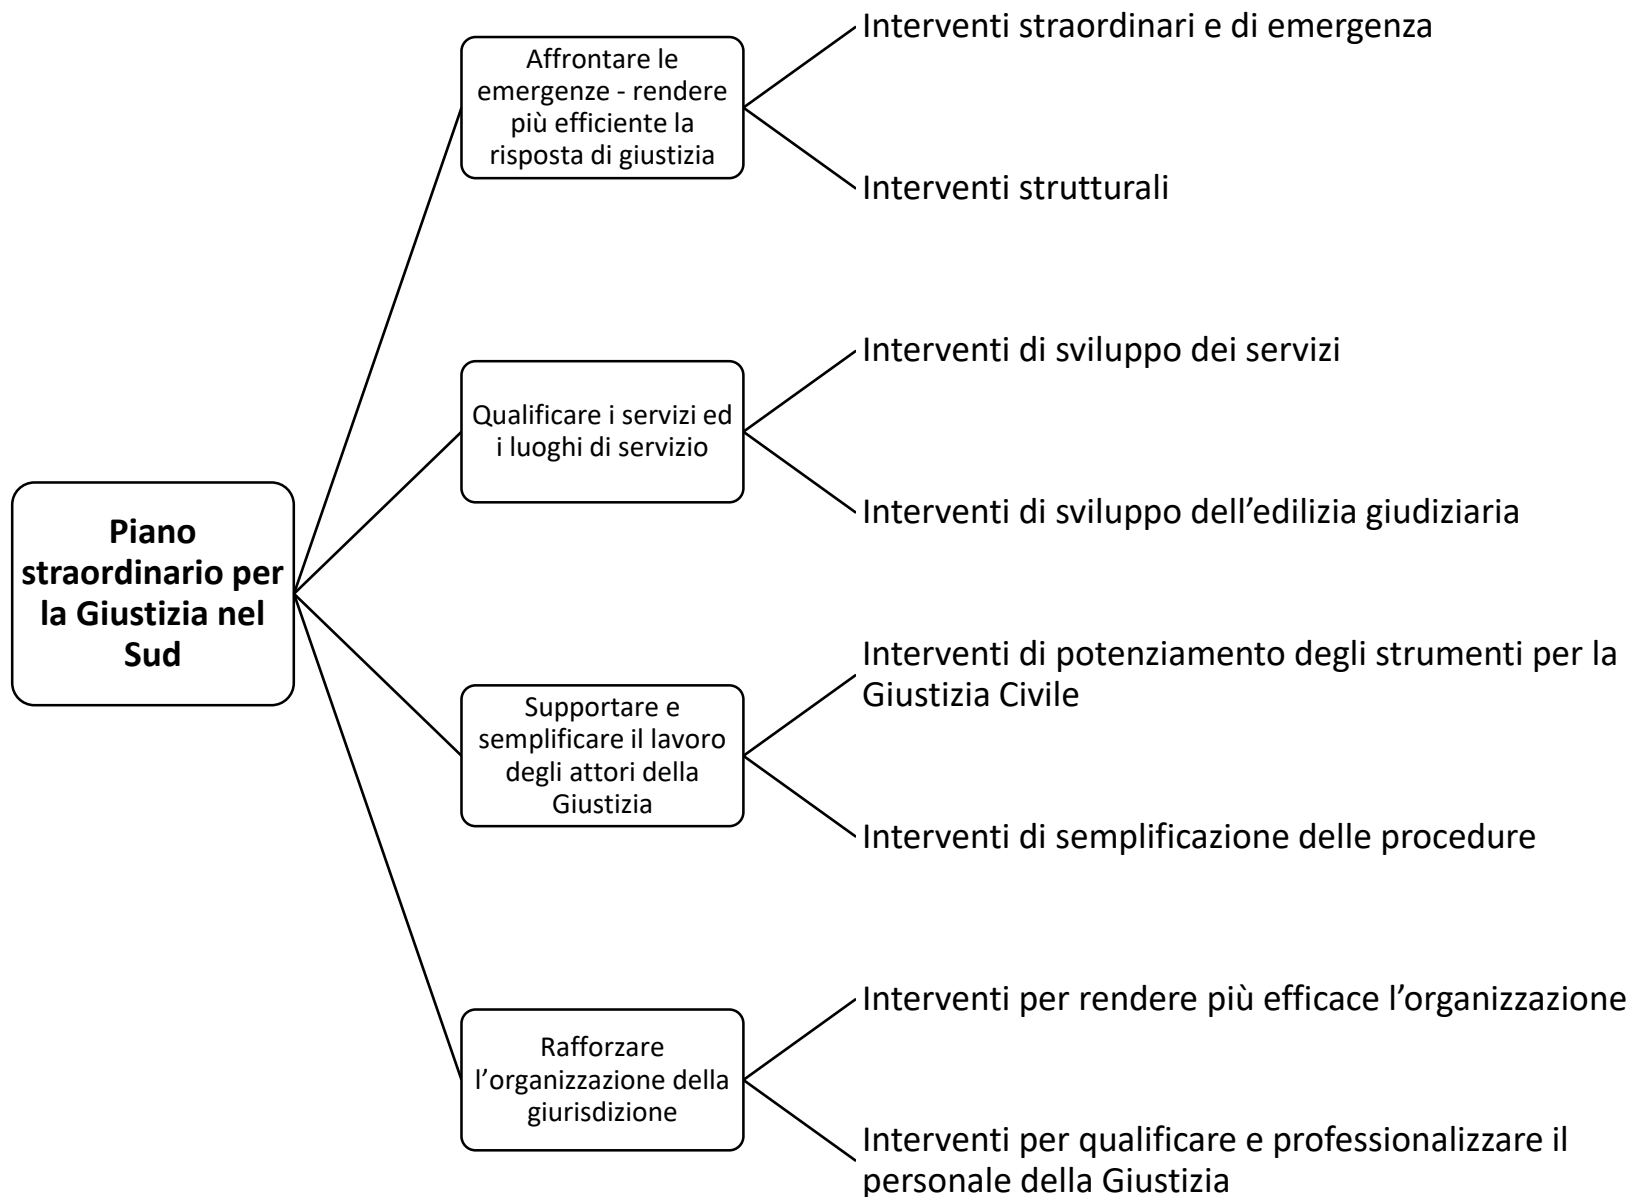 Piano
straordinario per
la Giustizia nel
Sud
Affrontare le
emergenze - rendere
più efficiente la
risposta di giustizia
Interventi straordinari e di emergenza
Interventi strutturali
Qualificare i servizi ed
i luoghi di servizio
Interventi di sviluppo dei servizi
Interventi di sviluppo dell’edilizia giudiziaria
Supportare e
semplificare il lavoro
degli attori della
Giustizia
Interventi di potenziamento degli strumenti per la
Giustizia Civile
Interventi di semplificazione delle procedure
Rafforzare
l’organizzazione della
giurisdizione
Interventi per rendere più efficace l’organizzazione
Interventi per qualificare e professionalizzare il
personale della Giustizia